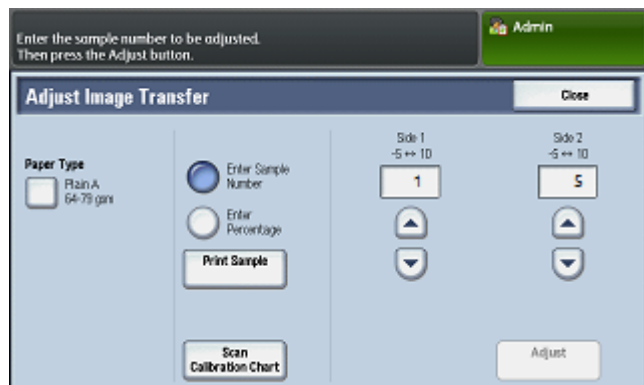 Enter the sample number to be adjusted.
Then press the Adjust button.
Admin
Adjust Image Transfer
Close
Paper Type
Plain A
64-79 gsm
Enter Sample
Number
Enter
Percentage
Print Sample
Scan
Calibration Chart
Side 1
-5 ↔ 10
1
Side 2
-5 ↔ 10
5
Adjust